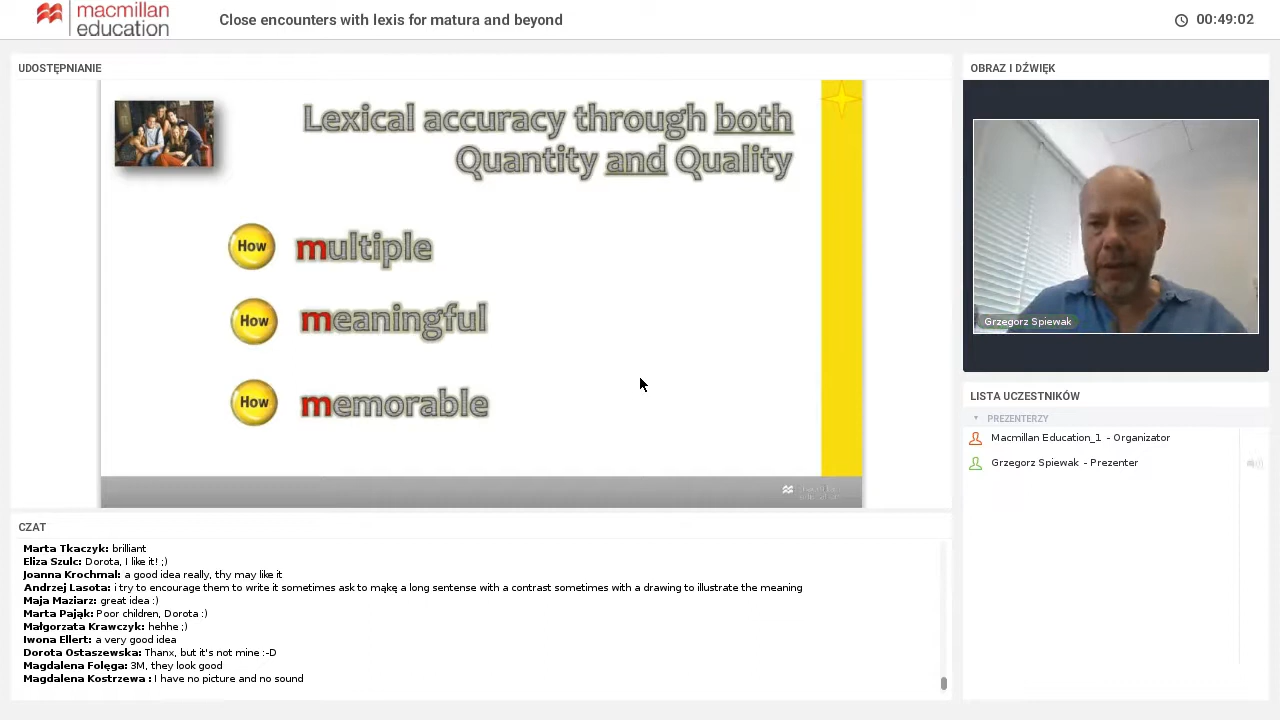 macmillan
education
Close encounters with lexis for matura and beyond
00:49:02
UDOSTĘPNIANIE
Lexical accuracy through both
Quantity and Quality
How multiple
How meaningful
How memorable
OBRAZ I DŹWIĘK
Grzegorz Spiewak
LISTA UCZESTNIKÓW
PREZENTERZY
Macmillan Education_1 - Organizator
Grzegorz Spiewak - Prezenter
CZAT
Marta Tkaczyk: brilliant
Eliza Szulc: Dorota, I like it! ;)
Joanna Krochmal: a good idea really, thy may like it
Andrzej Lasota: i try to encourage them to write it sometimes ask to mąkę a long sentence with a contrast sometimes with a drawing to illustrate the meaning
Maja Maziarz: great idea :)
Marta Pająk: Poor children, Dorota :)
Małgorzata Krawczyk: hehhe ;)
Iwona Ellert: a very good idea
Dorota Ostaszewska: Thanx, but it's not mine :-D
Magdalena Folęga: 3M, they look good
Magdalena Kostrzewa : I have no picture and no sound